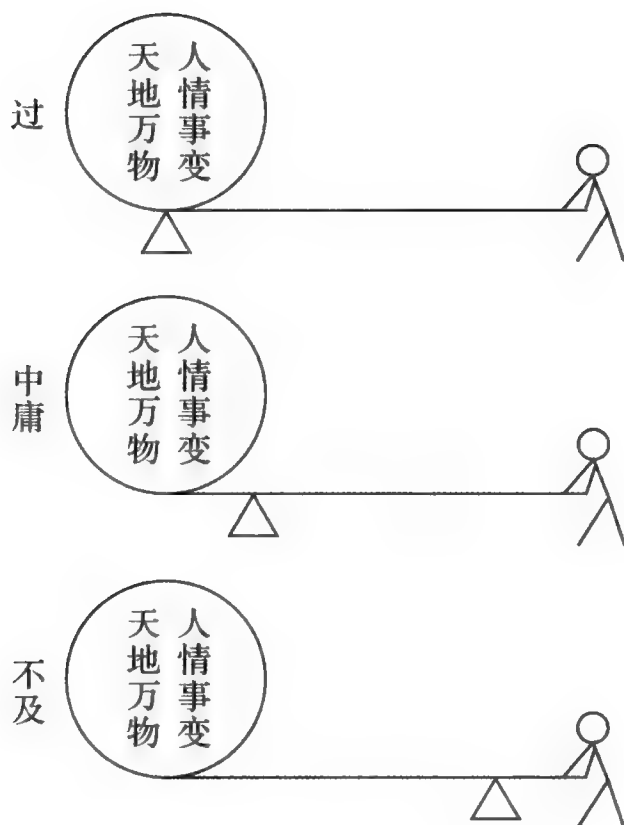 过
人情事变
天地万物
中庸
人情事变
天地万物
不及
人情事变
天地万物